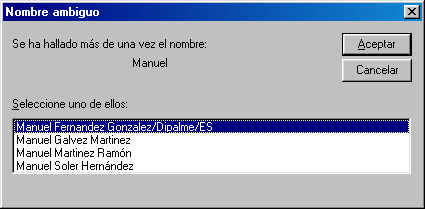 Nombre ambiguo
Se ha hallado más de una vez el nombre:
Manuel
Aceptar
Cancelar
Seleccione uno de ellos:
Manuel Fernandez Gonzalez/Dipalme/ES
Manuel Galvez Martinez
Manuel Martinez Ramón
Manuel Soler Hernández